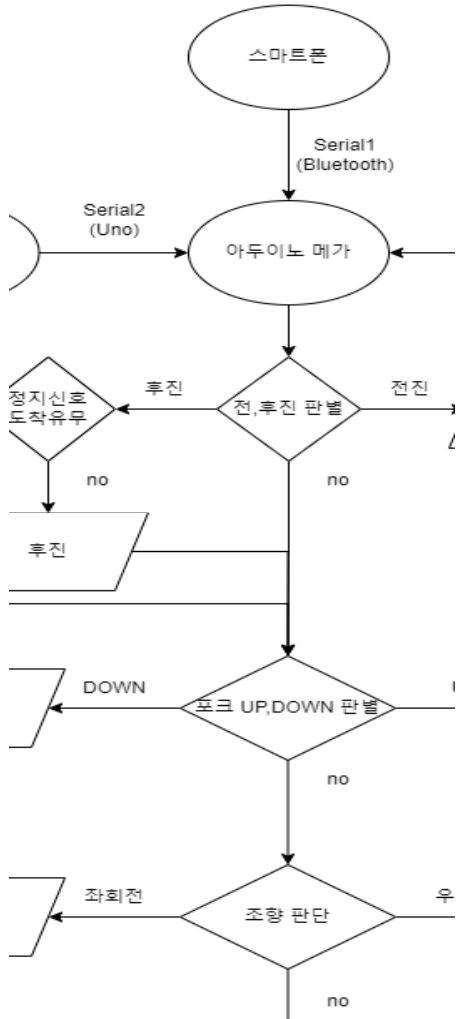 스마트폰
Serial1
(Bluetooth)
Serial2
(Uno)
아두이노 메가
후진
전,후진 판별
전진
정지신호
도착유무
no
no
후진
DOWN
포크 UP,DOWN 판별
no
좌회전
조향 판단
우
no